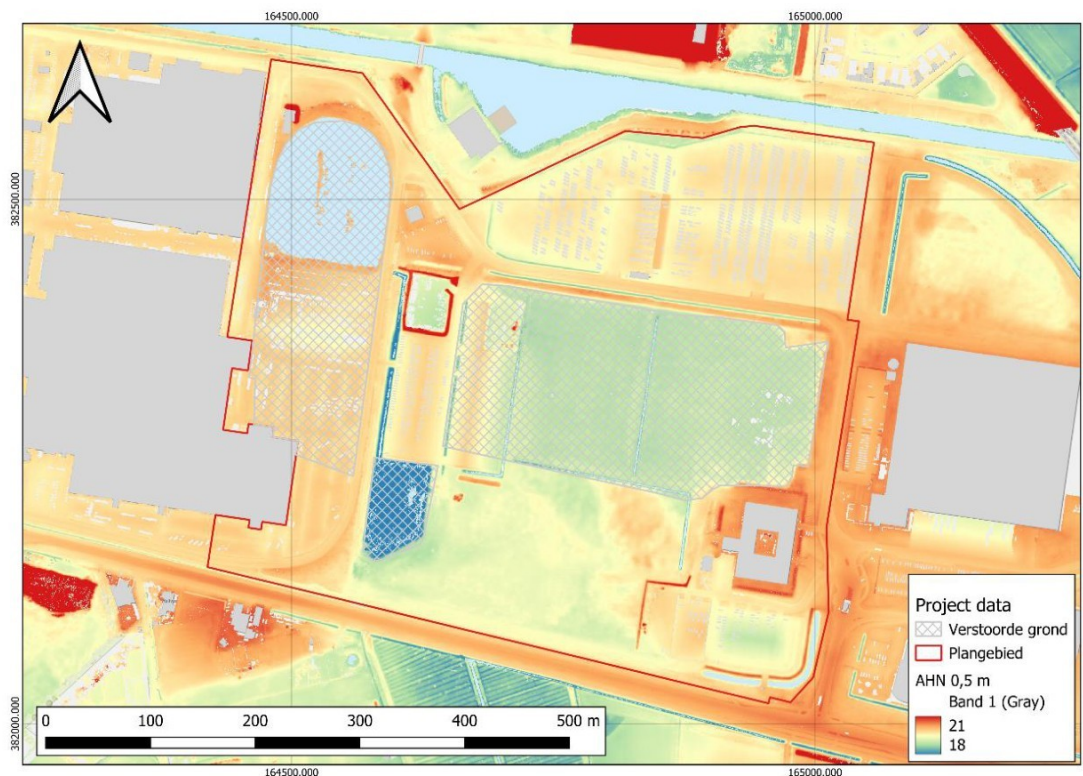 164500.000
165000.000
382500.000
382000.000
Project data
Verstoorde grond
Plangebied
AHN 0,5 m
Band 1 (Gray)
21
18
0 100 200 300 400 500 m
164500.000
165000.000